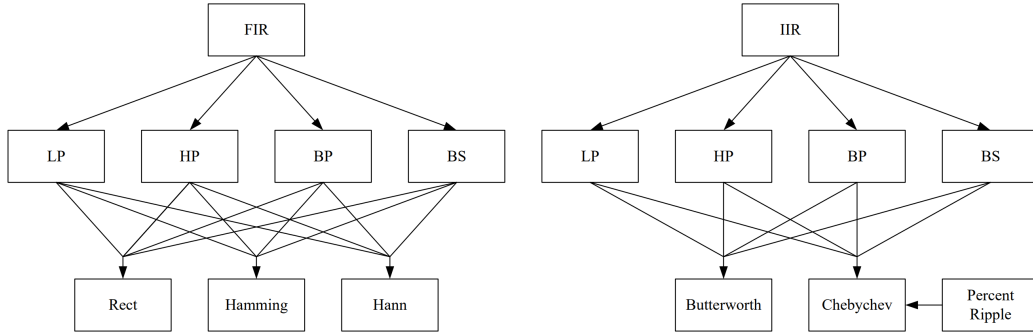 FIR
IIR
LP
HP
BP
BS
LP
HP
BP
BS
Rect
Hamming
Hann
Butterworth
Chebychev
Percent
Ripple